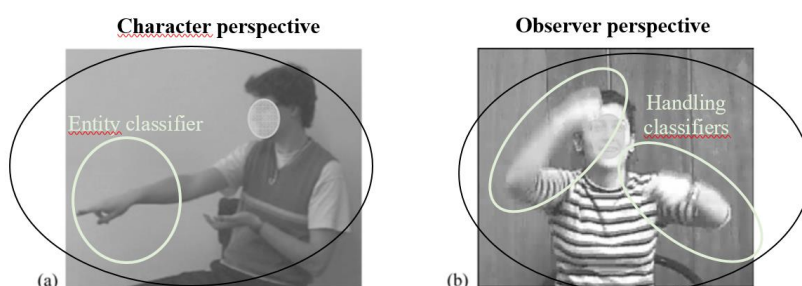 Character perspective
Observer perspective
Entity classifier
Handling
classifiers
(a)
(b)